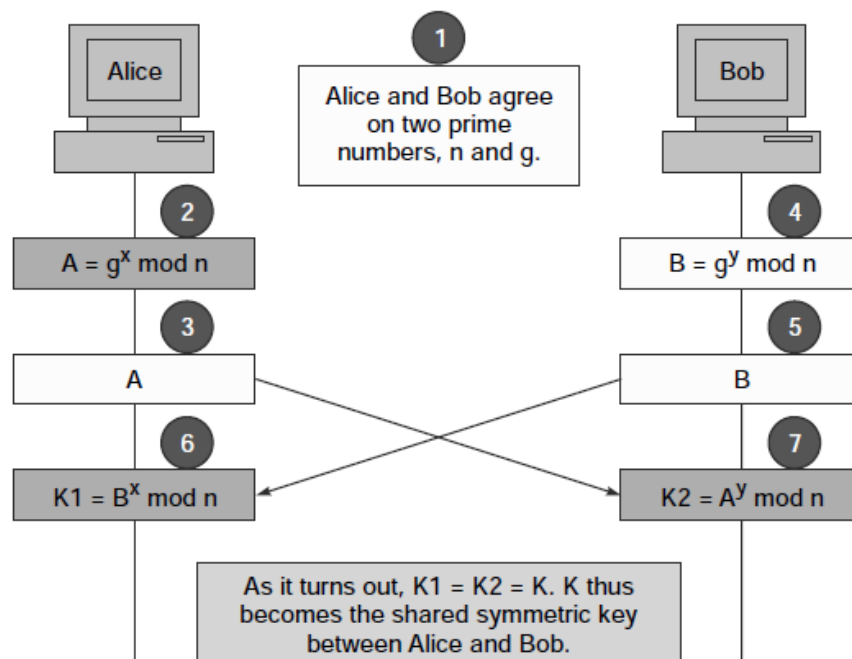 Alice
1
Bob
Alice and Bob agree
on two prime
numbers, n and g.
2
4
A = g^x mod n
B = g^y mod n
3
5
A
B
6
7
K1 = B^x mod n
K2 = A^y mod n
As it turns out, K1 = K2 = K. K thus
becomes the shared symmetric key
between Alice and Bob.